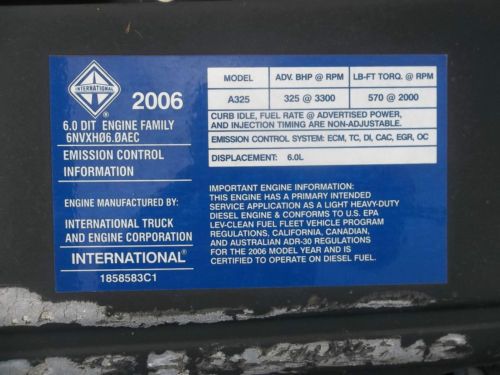 INTERNATIONAL®
2006
6.0 DIT ENGINE FAMILY
6NVXHØ6.ØAEC
EMISSION CONTROL
INFORMATION
ENGINE MANUFACTURED BY:
INTERNATIONAL TRUCK
AND ENGINE CORPORATION
INTERNATIONAL®
1858583C1
MODEL ADV. BHP @ RPM LB-FT TORQ. @ RPM
A325 325 @ 3300 570 @ 2000
CURB IDLE, FUEL RATE @ ADVERTISED POWER,
AND INJECTION TIMING ARE NON-ADJUSTABLE.
EMISSION CONTROL SYSTEM: ECM, TC, DI, CAC, EGR, OC
DISPLACEMENT: 6.0L
IMPORTANT ENGINE INFORMATION:
THIS ENGINE HAS A PRIMARY INTENDED
SERVICE APPLICATION AS A LIGHT HEAVY-DUTY
DIESEL ENGINE & CONFORMS TO U.S. EPA
LEV-CLEAN FUEL FLEET VEHICLE PROGRAM
REGULATIONS, CALIFORNIA, CANADIAN,
AND AUSTRALIAN ADR-30 REGULATIONS
FOR THE 2006 MODEL YEAR AND IS
CERTIFIED TO OPERATE ON DIESEL FUEL.